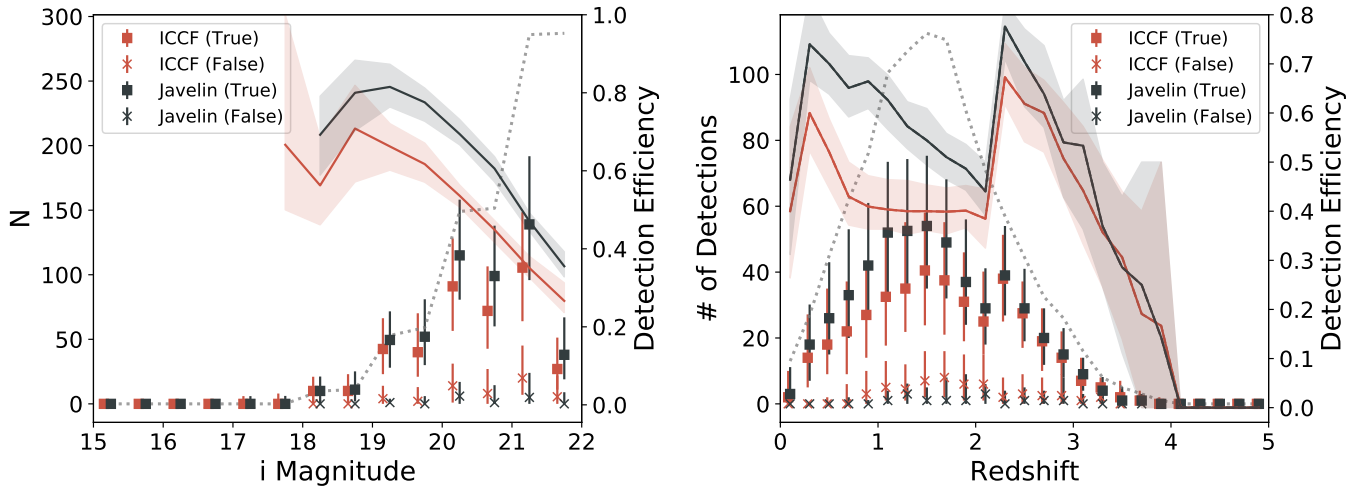 300
250
200
150
100
50
0
N
15 16 17 18 19 20 21 22
i Magnitude
ICCF (True)
ICCF (False)
Javelin (True)
Javelin (False)
1.0
0.8
0.6
0.4
0.2
0.0
Detection Efficiency
100
80
60
40
20
0
# of Detections
0 1 2 3 4 5
Redshift
ICCF (True)
ICCF (False)
Javelin (True)
Javelin (False)
0.8
0.7
0.6
0.5
0.4
0.3
0.2
0.1
0.0
Detection Efficiency